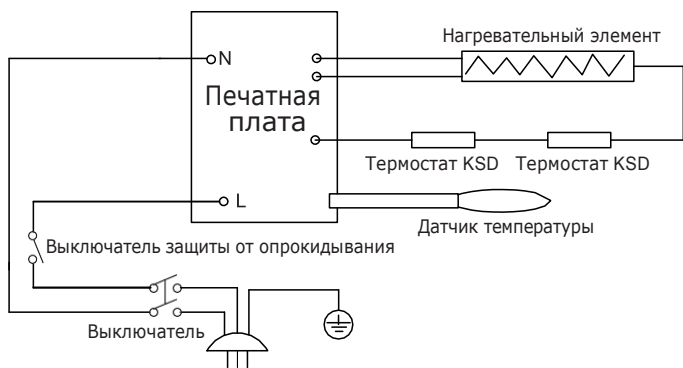 Нагревательный элемент
N
Печатная
плата
Термостат KSD
Термостат KSD
L
Датчик температуры
Выключатель защиты от опрокидывания
Выключатель